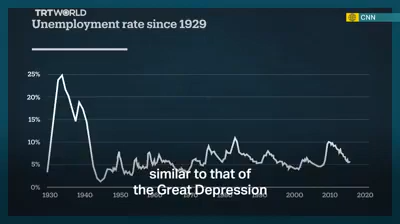 TRT WORLD
CNN
Unemployment rate since 1929
25%
20%
15%
10%
5%
0%
similar to that of
the Great Depression
1930 1940 1950 1960 1970 1980 1990 2000 2010 2020